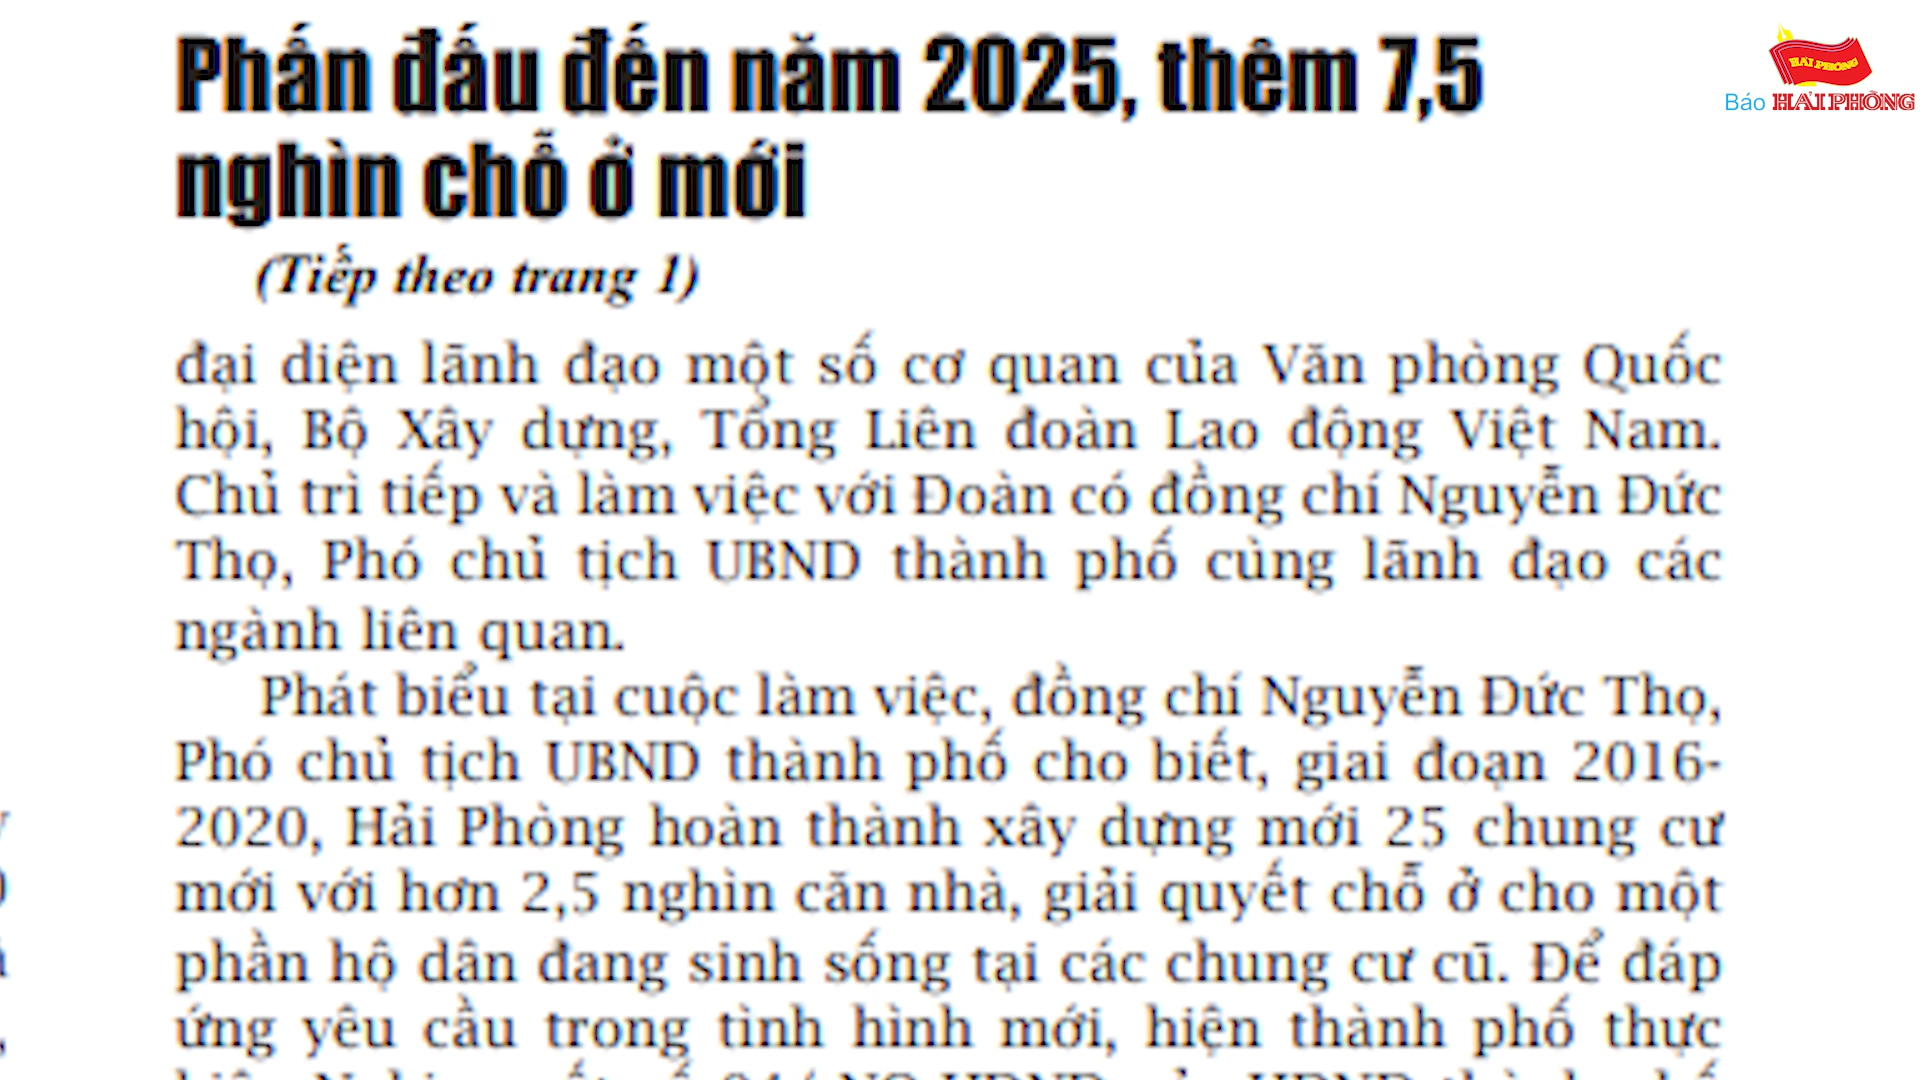 Phấn đấu đến năm 2025, thêm 7,5
nghìn chỗ ở mới
(Tiếp theo trang 1)
đại diện lãnh đạo một số cơ quan của Văn phòng Quốc
hội, Bộ Xây dựng, Tổng Liên đoàn Lao động Việt Nam.
Chủ trì tiếp và làm việc với Đoàn có đồng chí Nguyễn Đức
Thọ, Phó chủ tịch UBND thành phố cùng lãnh đạo các
ngành liên quan.
Phát biểu tại cuộc làm việc, đồng chí Nguyễn Đức Thọ,
Phó chủ tịch UBND thành phố cho biết, giai đoạn 2016-
2020, Hải Phòng hoàn thành xây dựng mới 25 chung cư
mới với hơn 2,5 nghìn căn nhà, giải quyết chỗ ở cho một
phần hộ dân đang sinh sống tại các chung cư cũ. Để đáp
ứng yêu cầu trong tình hình mới, hiện thành phố thực
HẢI PHÒNG
Báo HẢI PHÒNG